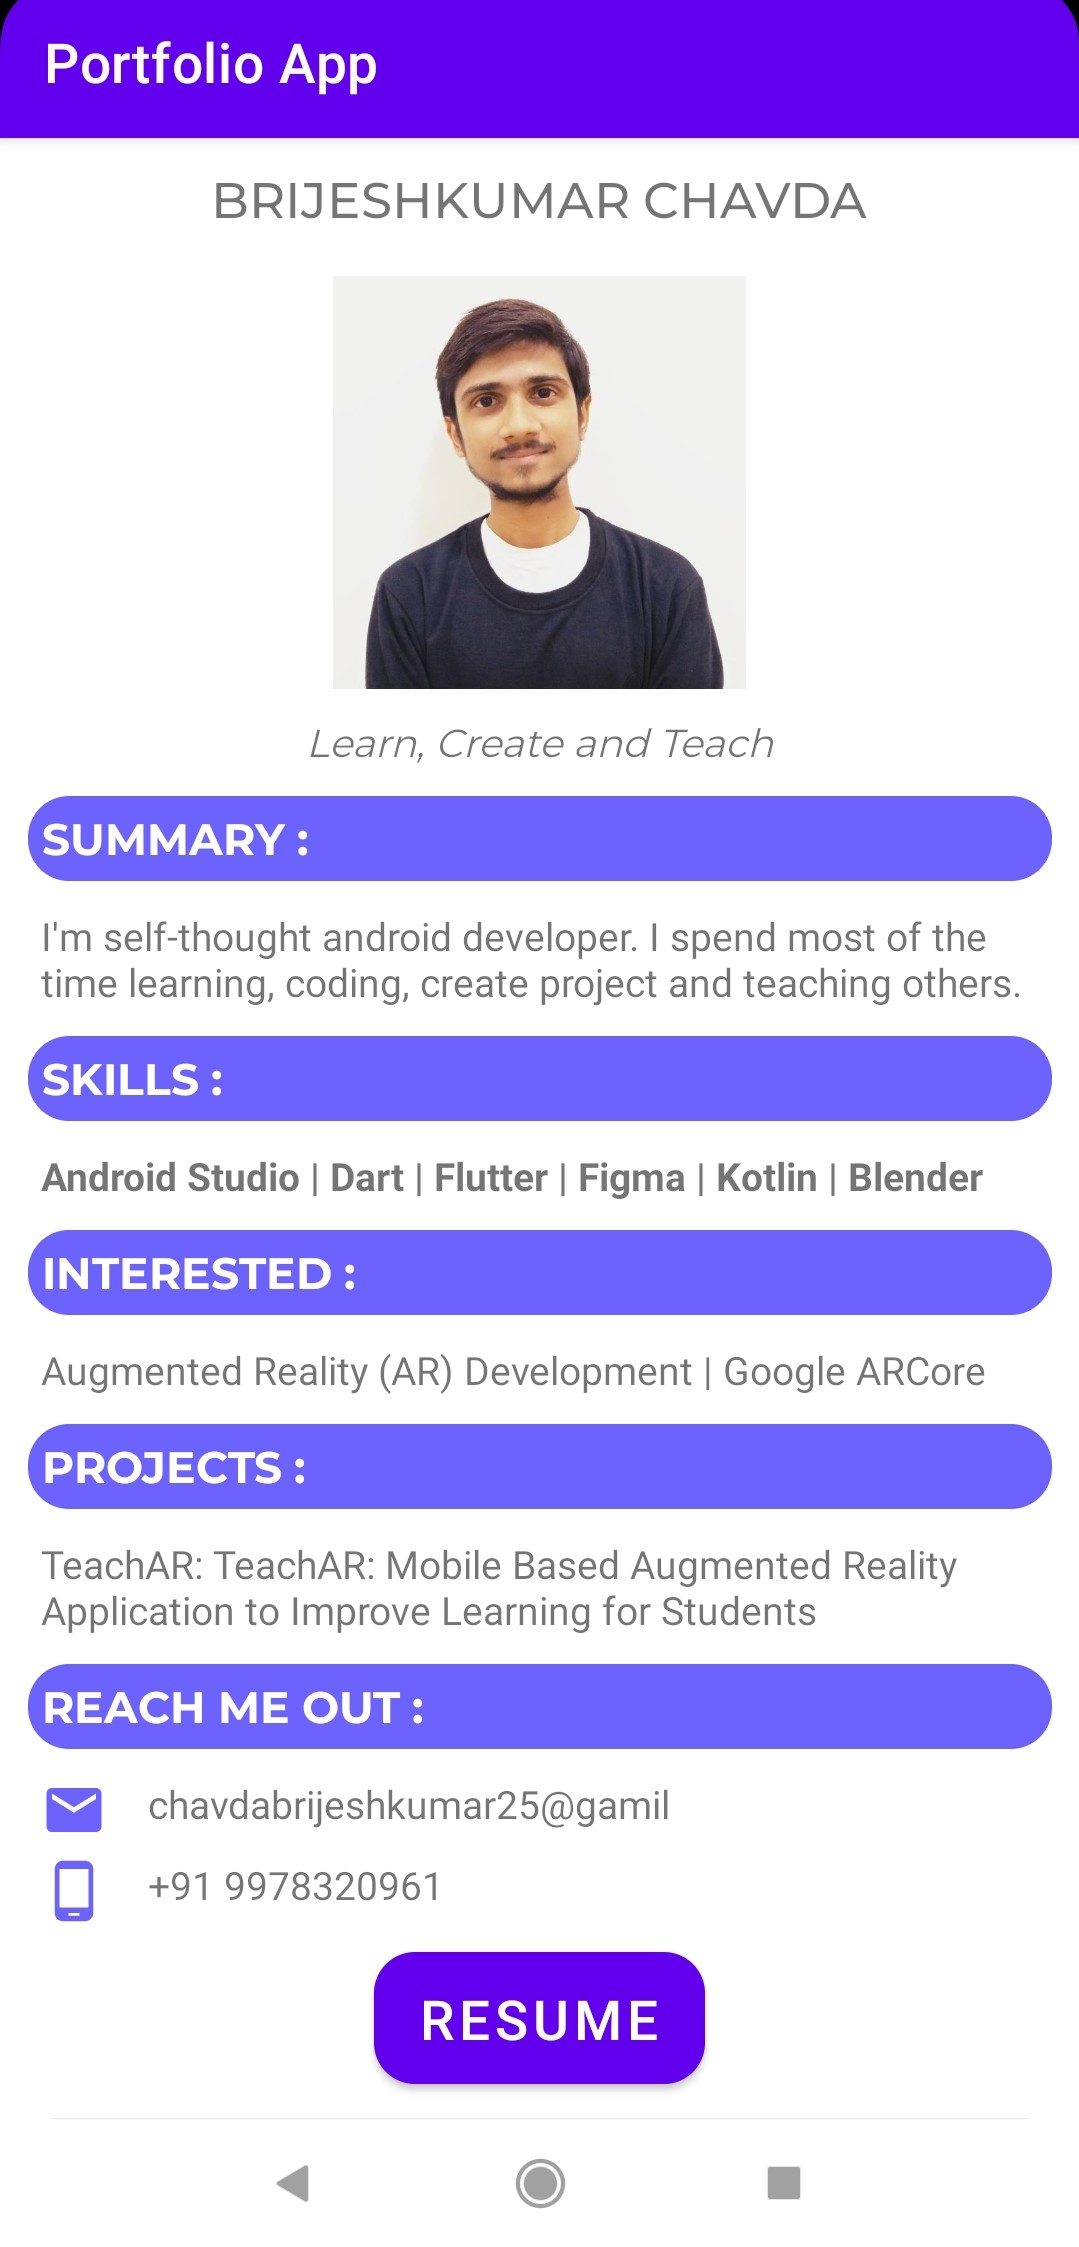 Portfolio App
BRIJESHKUMAR CHAVDA
Learn, Create and Teach
SUMMARY :
I'm self-thought android developer. I spend most of the
time learning, coding, create project and teaching others.
SKILLS :
Android Studio | Dart | Flutter | Figma | Kotlin | Blender
INTERESTED :
Augmented Reality (AR) Development | Google ARCore
PROJECTS :
TeachAR: TeachAR: Mobile Based Augmented Reality
Application to Improve Learning for Students
REACH ME OUT :
chavdabrijeshkumar25@gamil
+91 9978320961
RESUME